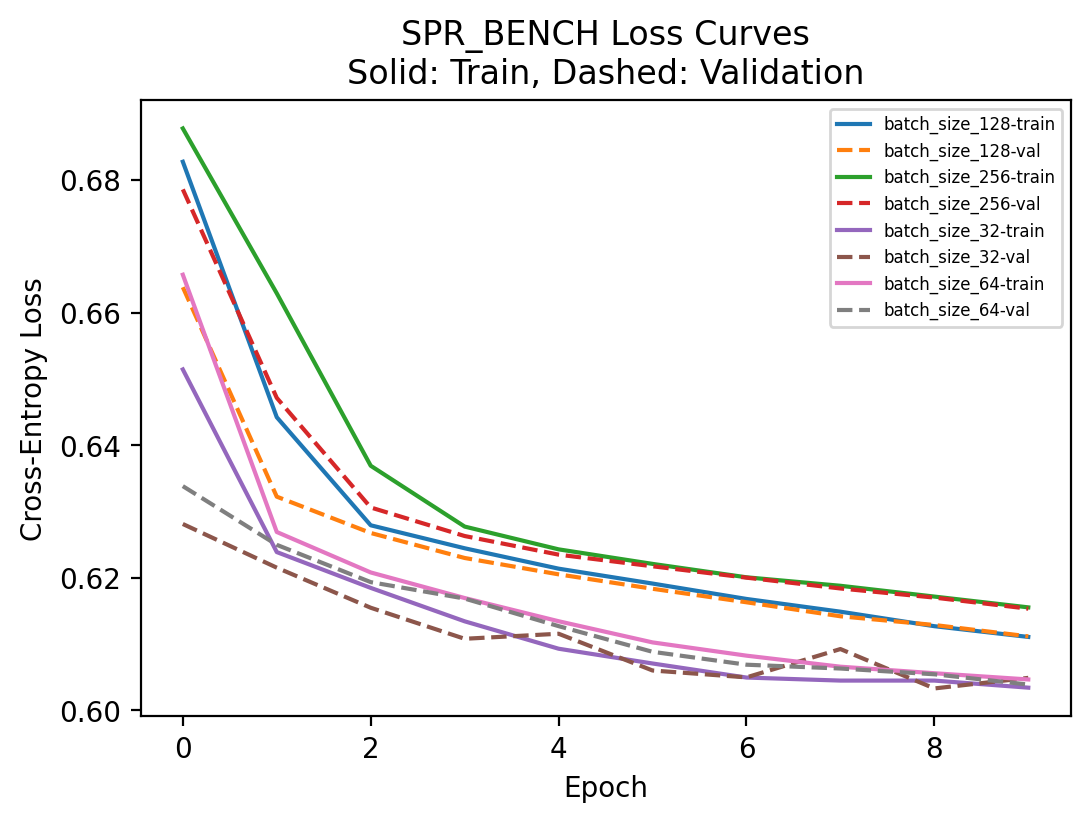 SPR_BENCH Loss Curves
Solid: Train, Dashed: Validation
batch_size_128-train
batch_size_128-val
batch_size_256-train
batch_size_256-val
batch_size_32-train
batch_size_32-val
batch_size_64-train
batch_size_64-val
Cross-Entropy Loss
0.68
0.66
0.64
0.62
0.60
0 2 4 6 8
Epoch